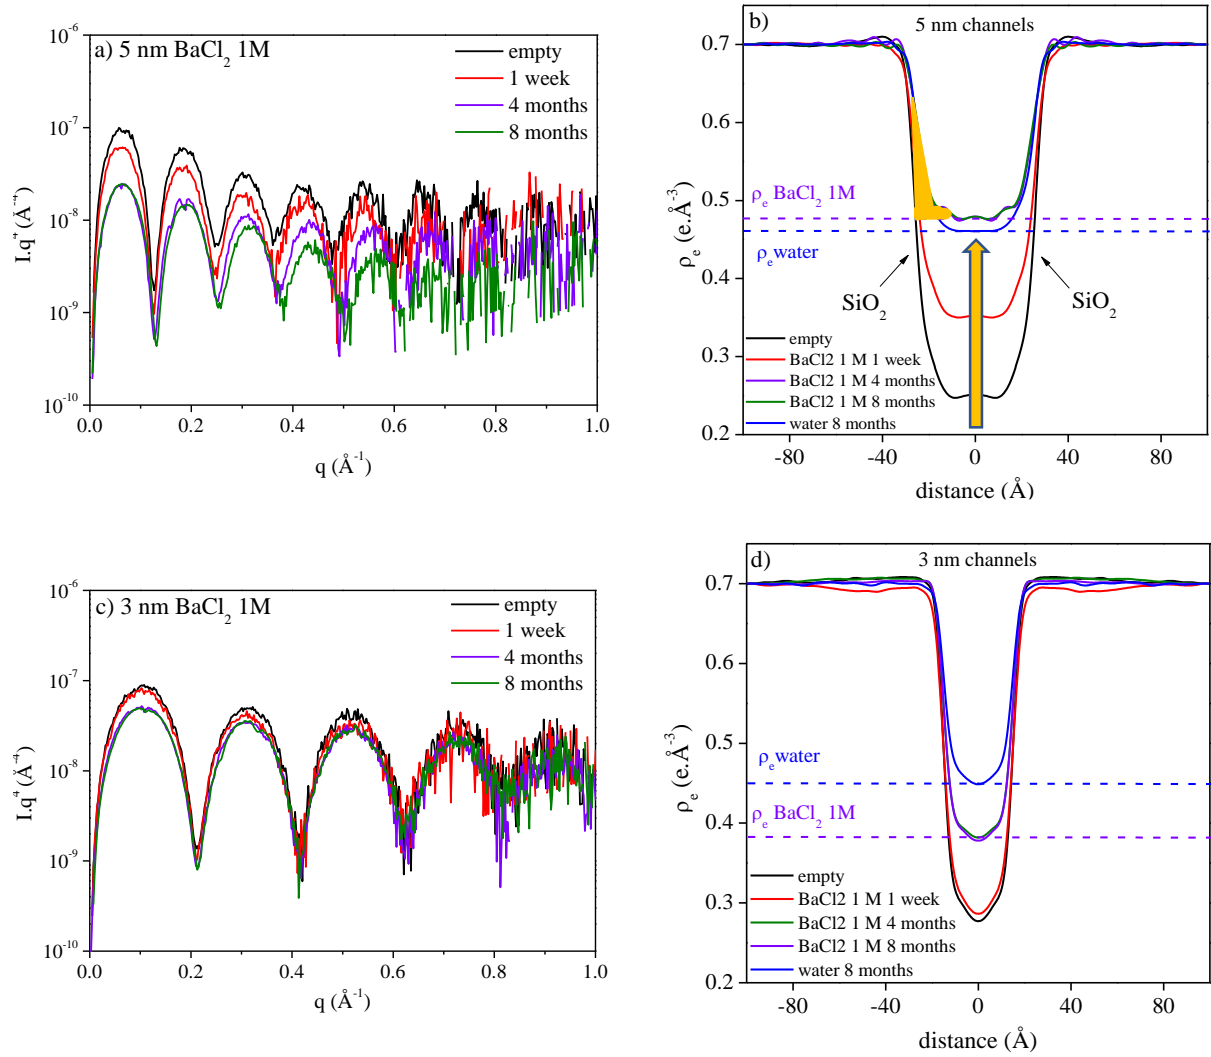 a) 5 nm BaCl₂ 1M
empty
1 week
4 months
8 months
10⁻⁶
10⁻⁷
10⁻⁸
10⁻⁹
10⁻¹⁰
I.q⁴ (Å⁻⁴)
0.0 0.2 0.4 0.6 0.8 1.0
q (Å⁻¹)
b) 5 nm channels
0.7
0.6
0.5
0.4
0.3
0.2
ρₑ (e.Å⁻³)
ρₑ BaCl₂ 1M
ρₑ water
SiO₂ SiO₂
empty
BaCl2 1 M 1 week
BaCl2 1 M 4 months
BaCl2 1 M 8 months
water 8 months
-80 -40 0 40 80
distance (Å)
c) 3 nm BaCl₂ 1M
empty
1 week
4 months
8 months
10⁻⁶
10⁻⁷
10⁻⁸
10⁻⁹
10⁻¹⁰
I.q⁴ (Å⁻⁴)
0.0 0.2 0.4 0.6 0.8 1.0
q (Å⁻¹)
d) 3 nm channels
0.7
0.6
0.5
0.4
0.3
0.2
ρₑ (e.Å⁻³)
ρₑ water
ρₑ BaCl₂ 1M
empty
BaCl2 1 M 1 week
BaCl2 1 M 4 months
BaCl2 1 M 8 months
water 8 months
-80 -40 0 40 80
distance (Å)